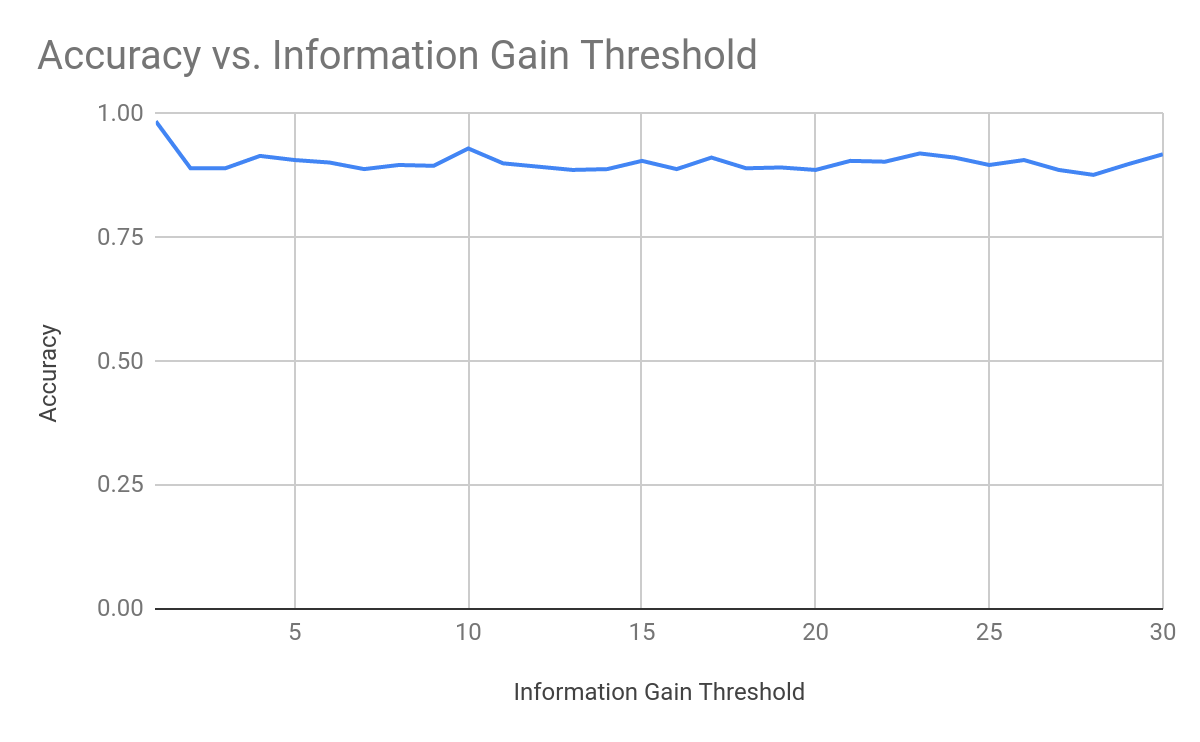 Accuracy vs. Information Gain Threshold
1.00
0.75
0.50
0.25
0.00
Accuracy
5 10 15 20 25 30
Information Gain Threshold